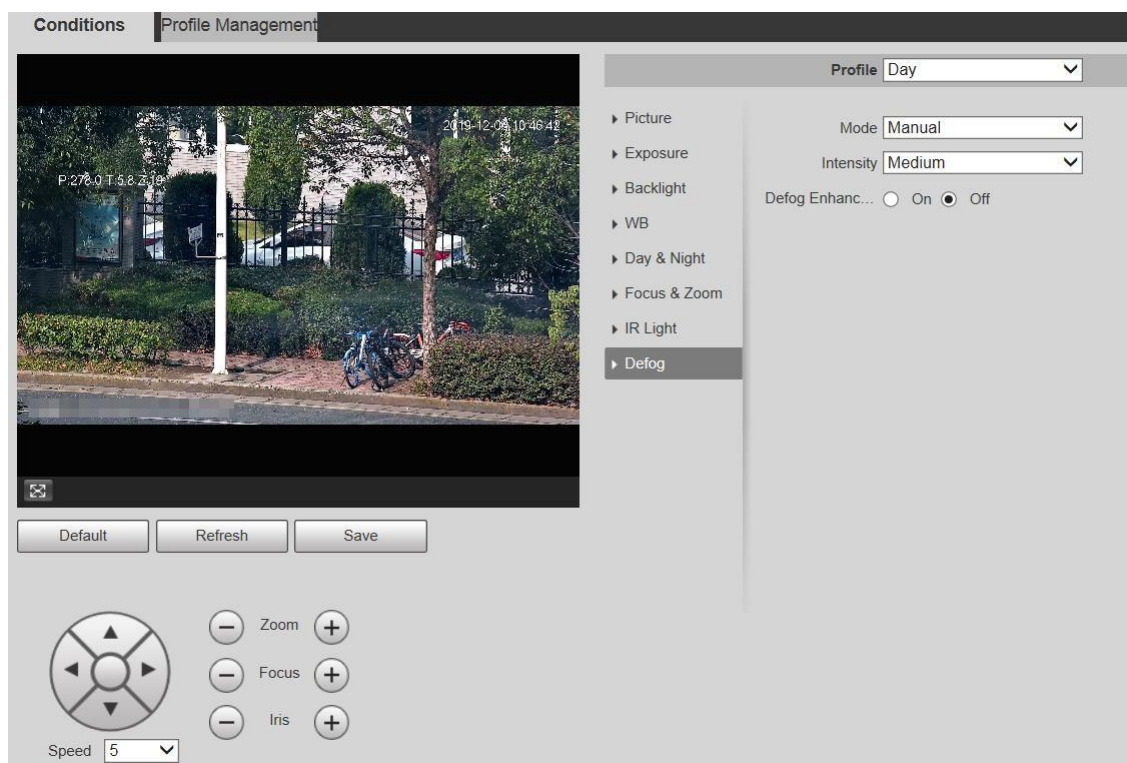 Conditions
Profile Management
Profile Day
Picture
Exposure
Backlight
WB
Day & Night
Focus & Zoom
IR Light
Defog
Mode Manual
Intensity Medium
Defog Enhanc... On Off
2019-12-04 10:46:42
P:278.0 T:5.8 Z:19
Default
Refresh
Save
Zoom
Focus
Iris
Speed 5